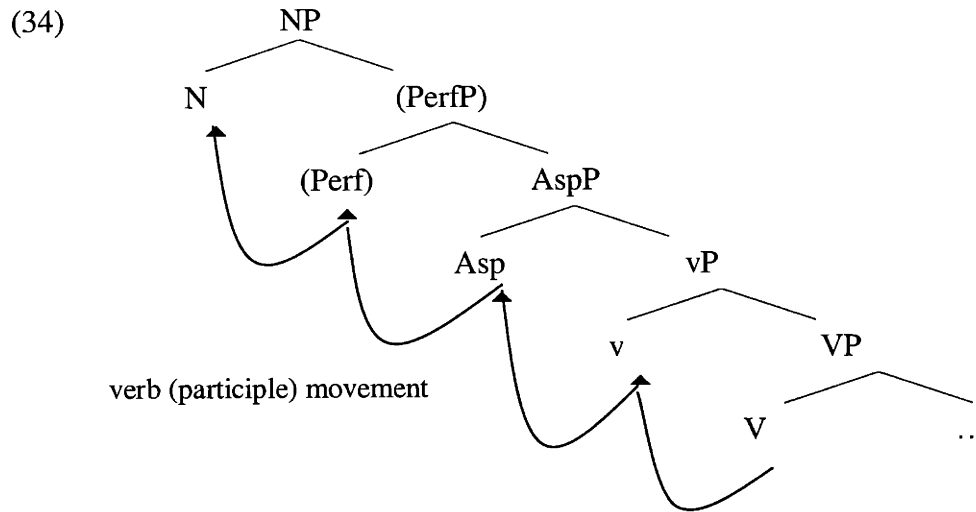 (34) NP
N (PerfP)
(Perf) AspP
Asp vP
v VP
verb (participle) movement
V ..